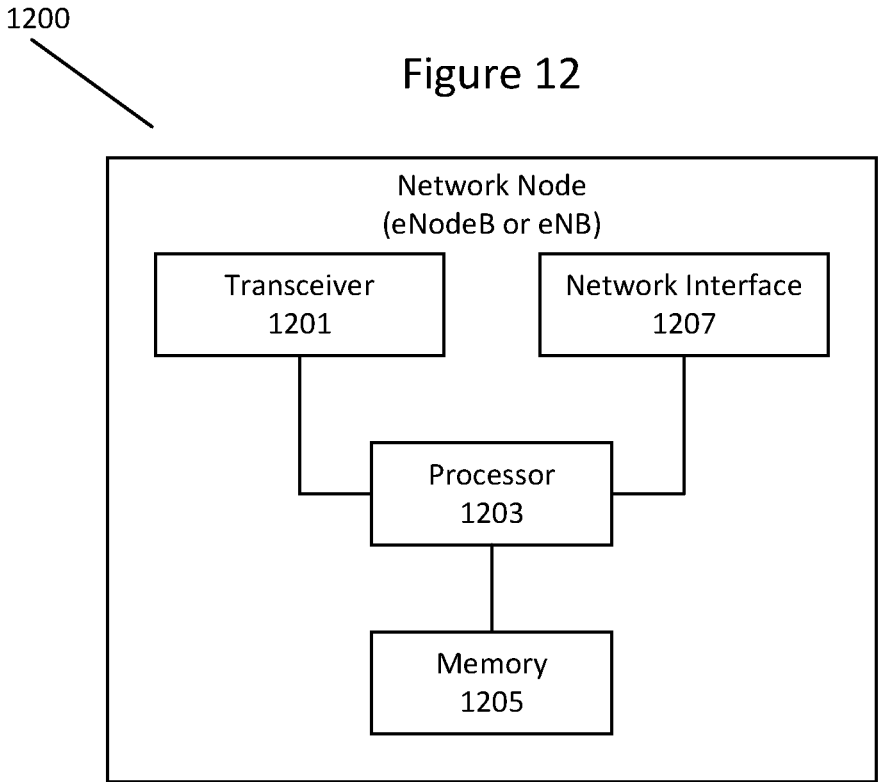 1200
Figure 12
Network Node
(eNodeB or eNB)
Transceiver
1201
Network Interface
1207
Processor
1203
Memory
1205